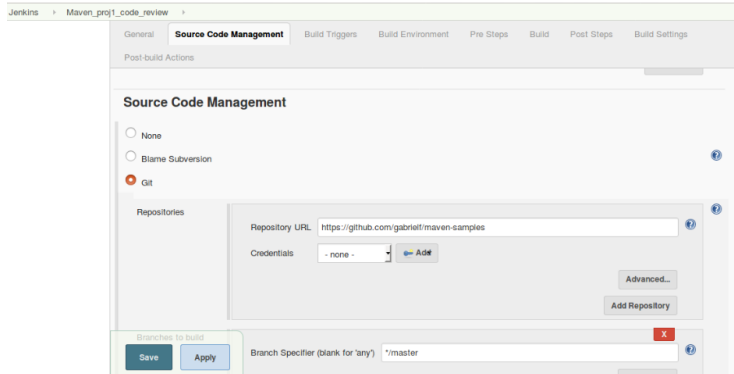 Jenkins › Maven_proj1_code_review ›
General Source Code Management Build Triggers Build Environment Pre Steps Build Post Steps Build Settings
Post-build Actions
Source Code Management
None
Blame Subversion
Git
Repositories
Repository URL https://github.com/gabrielf/maven-samples
Credentials - none - Add
Advanced...
Add Repository
Branches to build X
Save Apply Branch Specifier (blank for 'any') */master